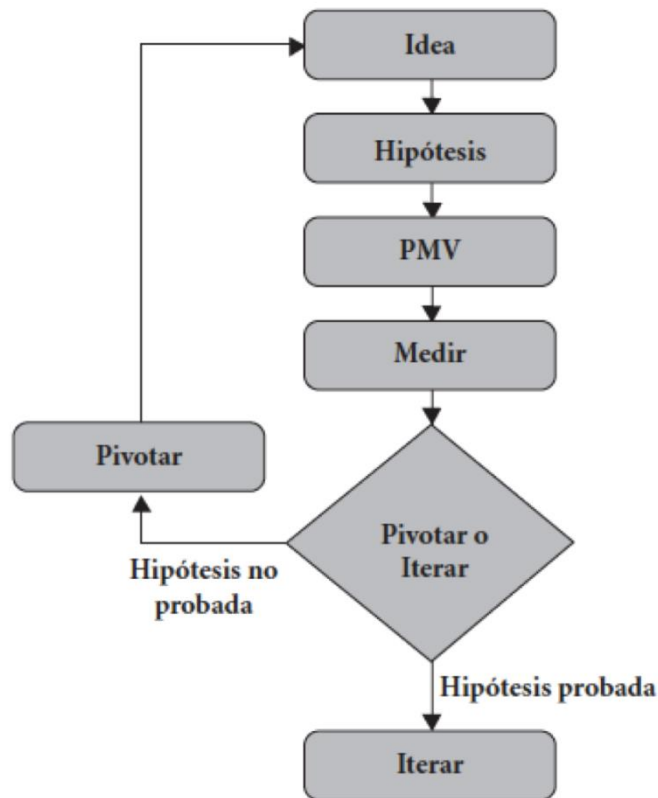 Idea
Hipótesis
PMV
Medir
Pivotar
Pivotar o
Iterar
Hipótesis no
probada
Hipótesis probada
Iterar